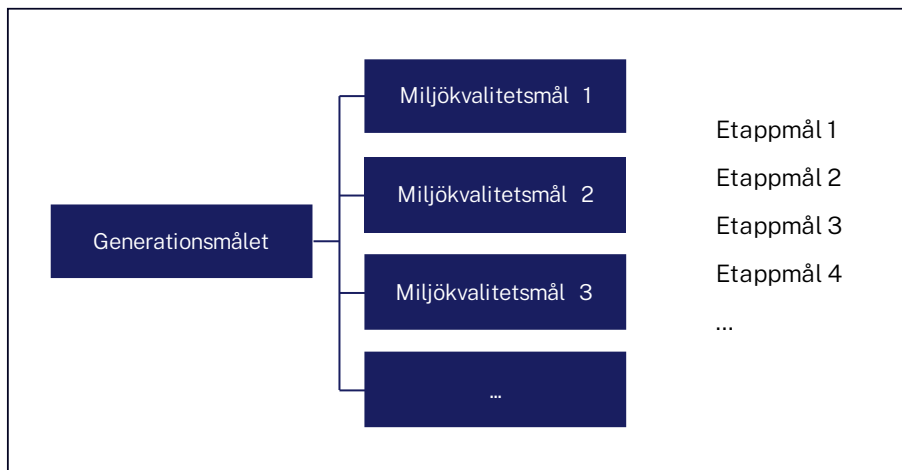 Generationsmålet
Miljökvalitetsmål 1
Miljökvalitetsmål 2
Miljökvalitetsmål 3
...
Etappmål 1
Etappmål 2
Etappmål 3
Etappmål 4
...